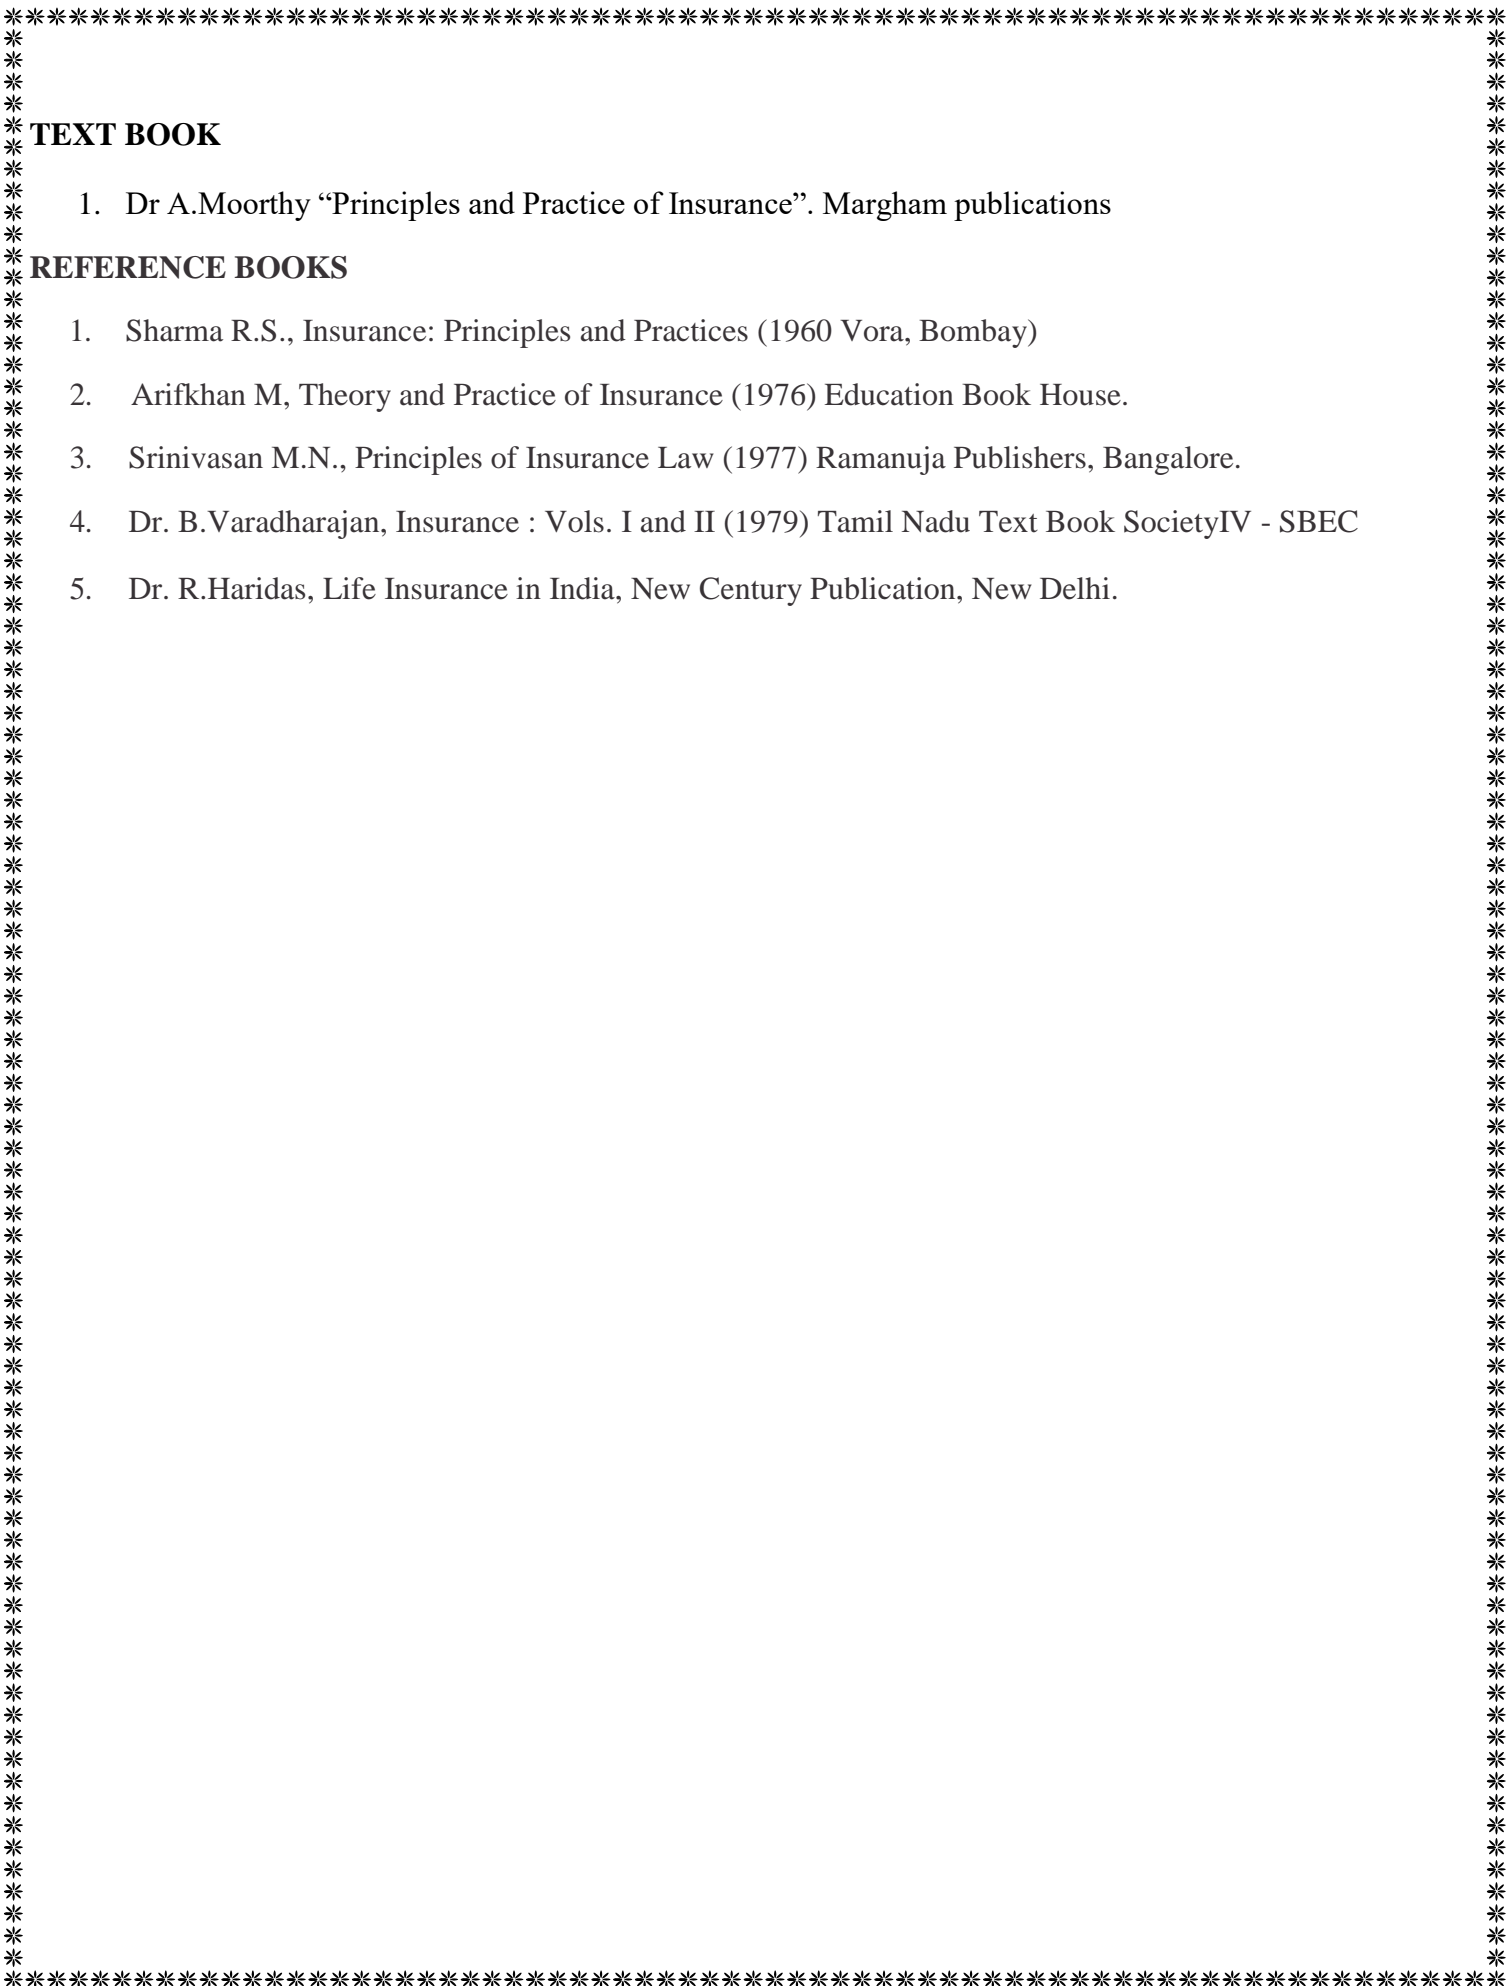 TEXT BOOK
1. Dr A.Moorthy “Principles and Practice of Insurance”. Margham publications
REFERENCE BOOKS
1. Sharma R.S., Insurance: Principles and Practices (1960 Vora, Bombay)
2. Arifkhan M, Theory and Practice of Insurance (1976) Education Book House.
3. Srinivasan M.N., Principles of Insurance Law (1977) Ramanuja Publishers, Bangalore.
4. Dr. B.Varadharajan, Insurance : Vols. I and II (1979) Tamil Nadu Text Book SocietyIV - SBEC
5. Dr. R.Haridas, Life Insurance in India, New Century Publication, New Delhi.